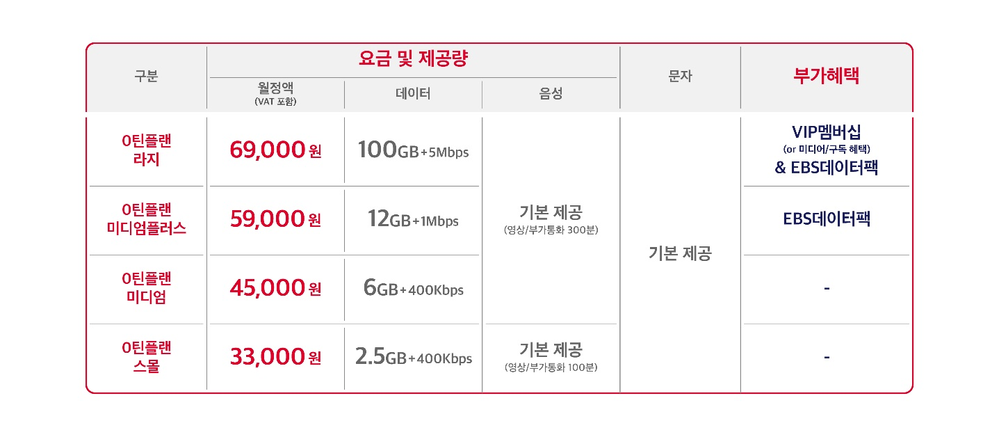 구분
요금 및 제공량
월정액
(VAT 포함)
데이터
음성
문자
부가혜택
0틴플랜
라지
69,000 원
100GB+5Mbps
VIP멤버십
(or 미디어/구독 혜택)
& EBS데이터팩
0틴플랜
미디엄플러스
59,000 원
12GB+1Mbps
기본 제공
(영상/부가통화 300분)
기본 제공
EBS데이터팩
0틴플랜
미디엄
45,000 원
6GB+400Kbps
-
0틴플랜
스몰
33,000 원
2.5GB+400Kbps
기본 제공
(영상/부가통화 100분)
-